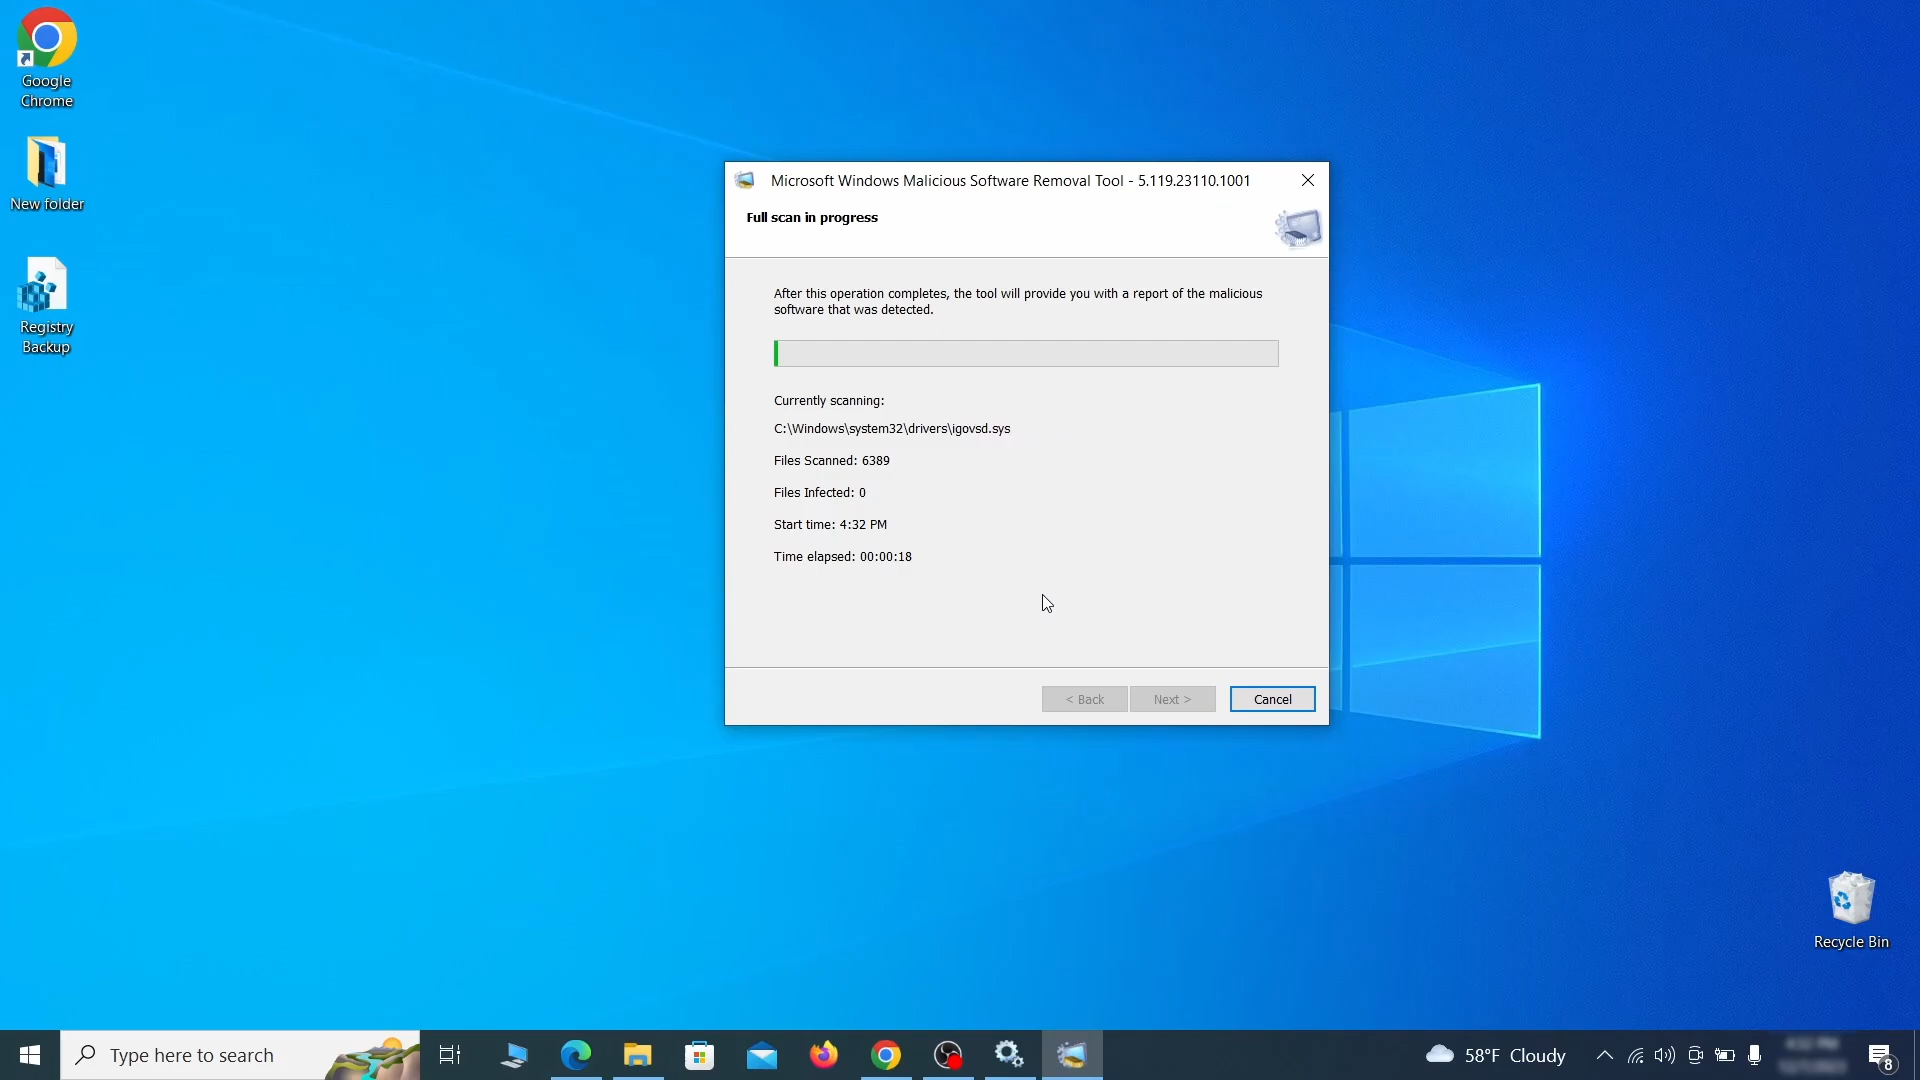 Google
Chrome
New folder
Registry
Backup
Microsoft Windows Malicious Software Removal Tool - 5.119.23110.1001
Full scan in progress
After this operation completes, the tool will provide you with a report of the malicious
software that was detected.
Currently scanning:
C:\Windows\system32\drivers\igovsd.sys
Files Scanned: 6389
Files Infected: 0
Start time: 4:32 PM
Time elapsed: 00:00:18
< Back
Next >
Cancel
Recycle Bin
Type here to search
58°F Cloudy
8